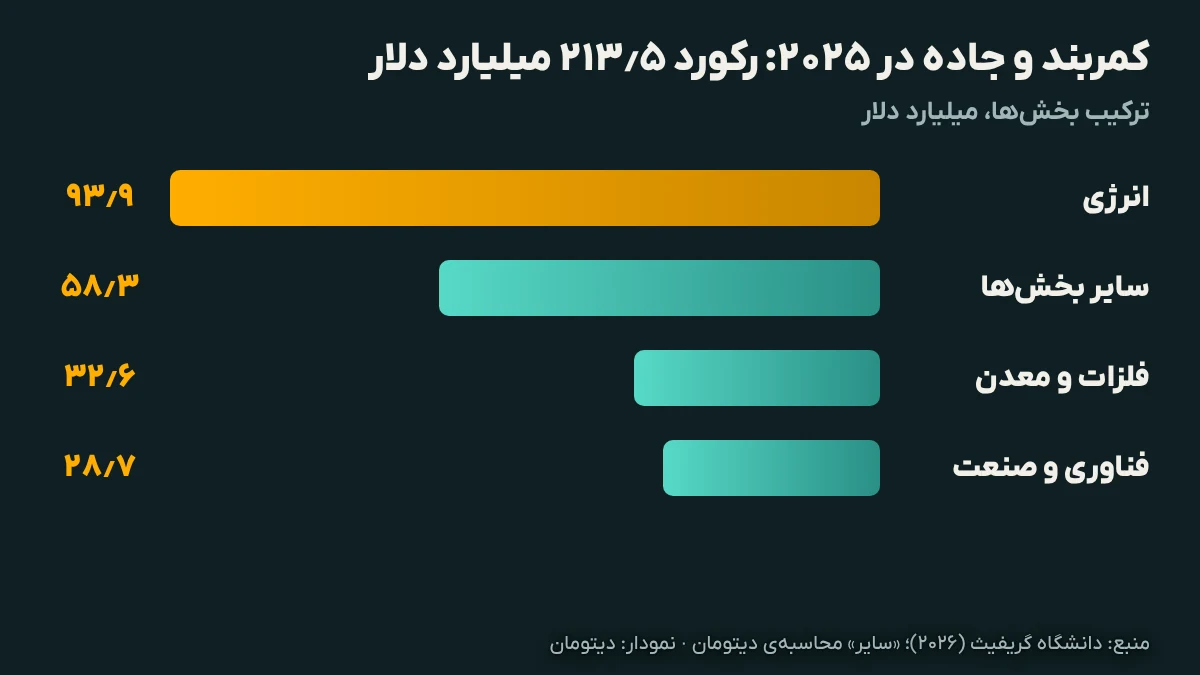 کمربند و جاده در ۲۰۲۵: رکورد ۲۱۳٫۵ میلیارد دلار
ترکیب بخش‌ها، میلیارد دلار
انرژی ۹۳٫۹
سایر بخش‌ها ۵۸٫۳
فلزات و معدن ۳۲٫۶
فناوری و صنعت ۲۸٫۷
منبع: دانشگاه گریفیث (۲۰۲۶)؛ «سایر» محاسبه‌ی دیتومان · نمودار: دیتومان